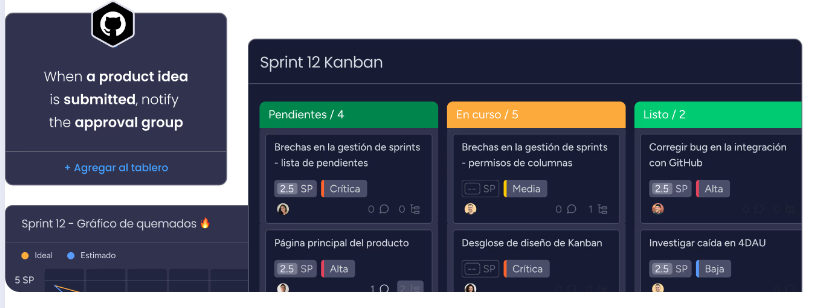 When a product idea
is submitted, notify
the approval group
+ Agregar al tablero
Sprint 12 - Gráfico de quemados 🔥
Ideal
Estimado
5 SP
Sprint 12 Kanban
Pendientes / 4
Brechas en la gestión de sprints
- lista de pendientes
2.5 SP
Crítica
0
0
Página principal del producto
2.5 SP
Alta
1
2
En curso / 5
Brechas en la gestión de sprints
- permisos de columnas
-- SP
Media
0
1
Desglose de diseño de Kanban
-- SP
Crítica
Listo / 2
Corregir bug en la integración
con GitHub
2.5 SP
Alta
Investigar caída en 4DAU
2.5 SP
Baja